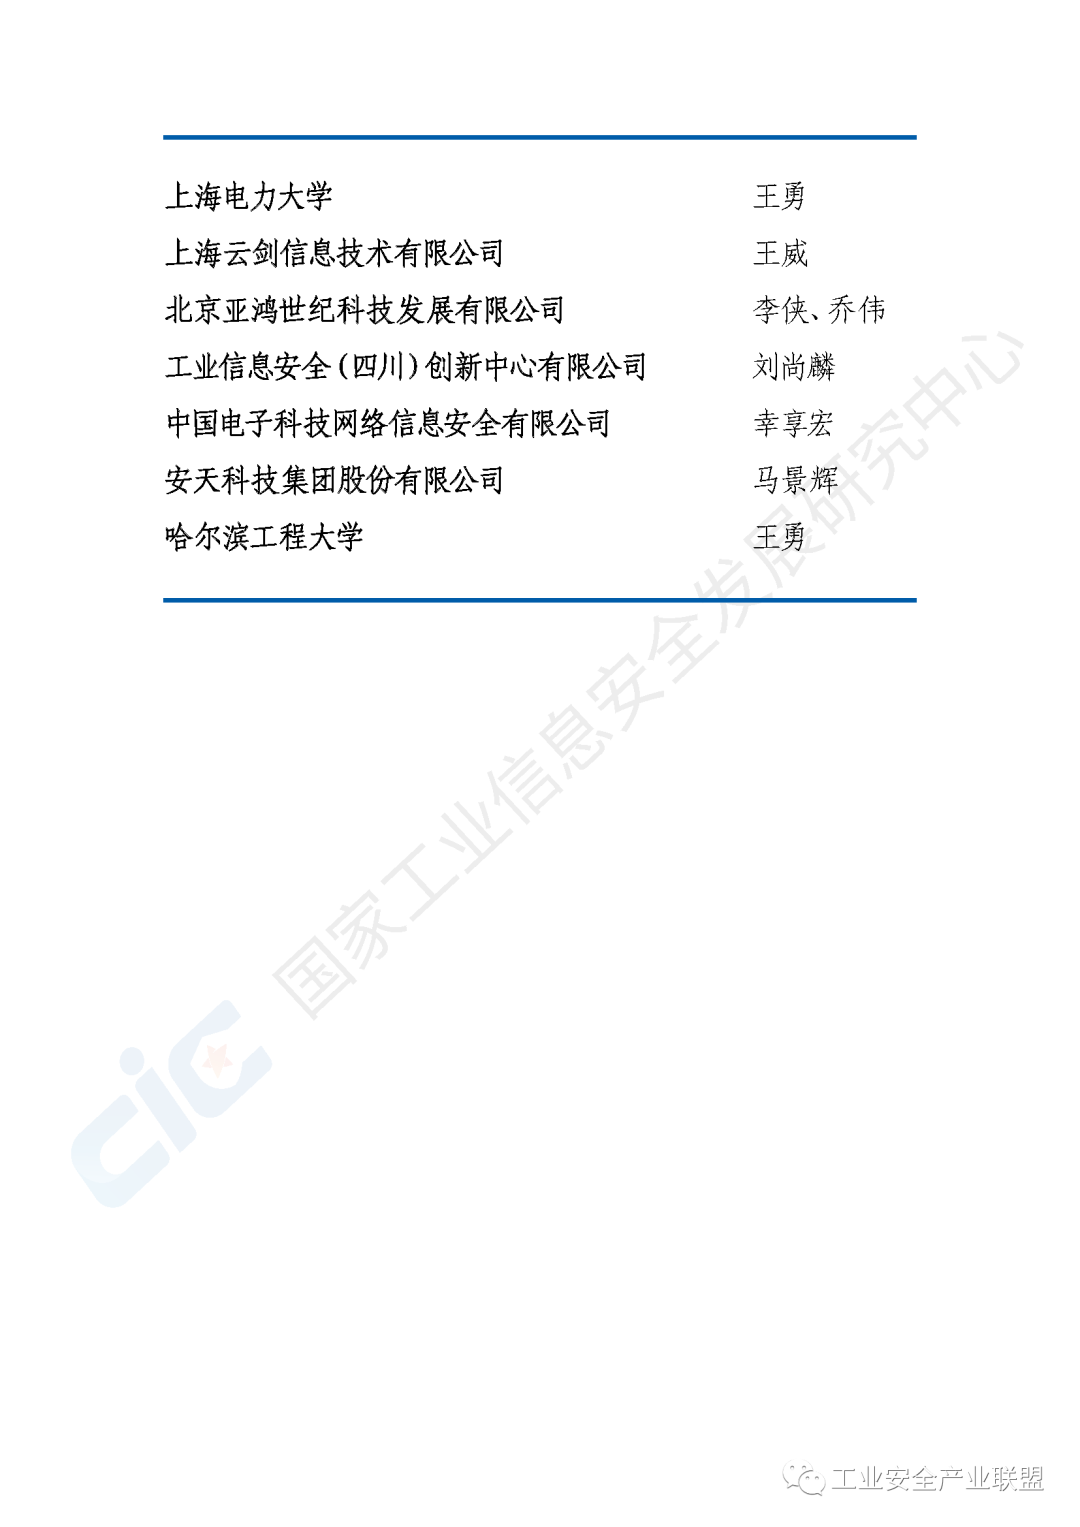 上海电力大学 王勇
上海云剑信息技术有限公司 王威
北京亚鸿世纪科技发展有限公司 李侠、乔伟
工业信息安全(四川)创新中心有限公司 刘尚麟
中国电子科技网络信息安全有限公司 幸享宏
安天科技集团股份有限公司 马景辉
哈尔滨工程大学 王勇
国家工业信息安全发展研究中心
CIC
工业安全产业联盟